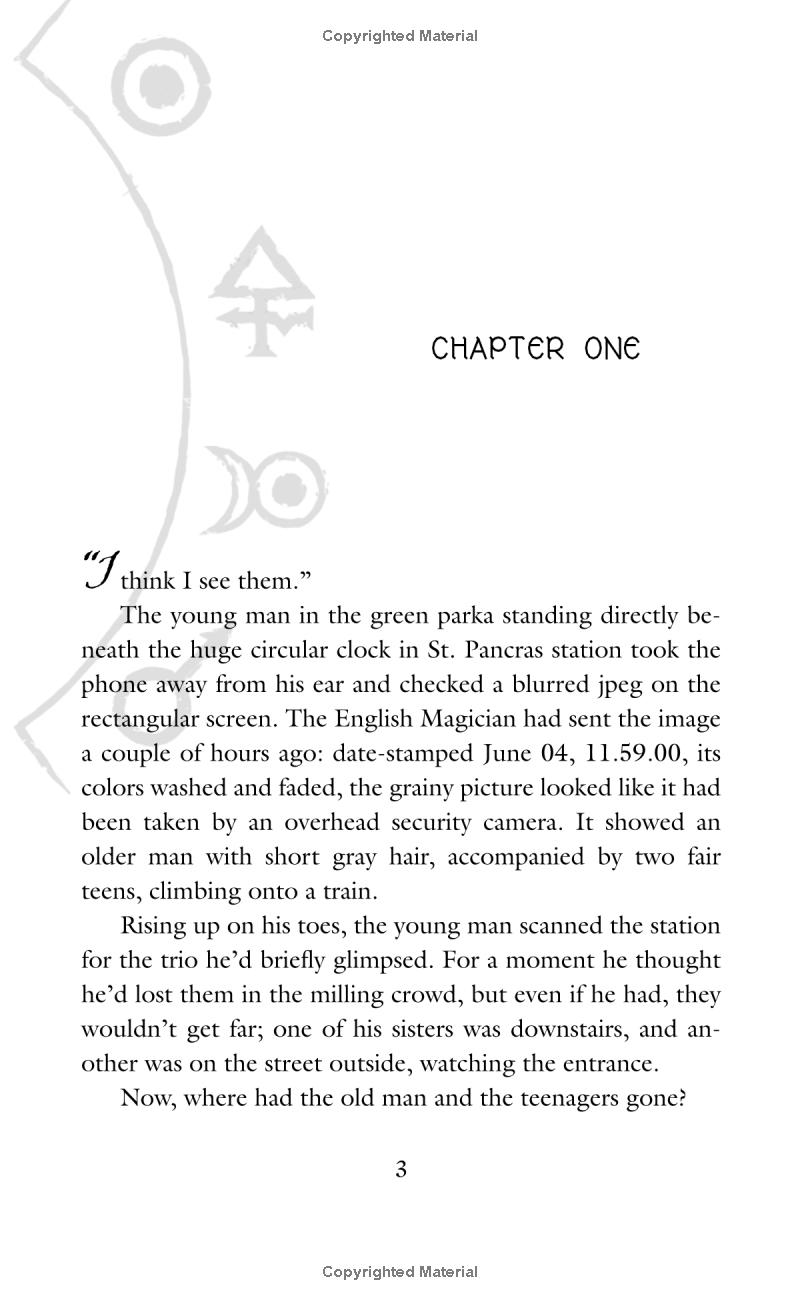 Copyrighted Material
CHAPTER ONE
“I think I see them.”
The young man in the green parka standing directly be-
neath the huge circular clock in St. Pancras station took the
phone away from his ear and checked a blurred jpeg on the
rectangular screen. The English Magician had sent the image
a couple of hours ago: date-stamped June 04, 11.59.00, its
colors washed and faded, the grainy picture looked like it had
been taken by an overhead security camera. It showed an
older man with short gray hair, accompanied by two fair
teens, climbing onto a train.
Rising up on his toes, the young man scanned the station
for the trio he’d briefly glimpsed. For a moment he thought
he’d lost them in the milling crowd, but even if he had, they
wouldn’t get far; one of his sisters was downstairs, and an-
other was on the street outside, watching the entrance.
Now, where had the old man and the teenagers gone?
3
Copyrighted Material